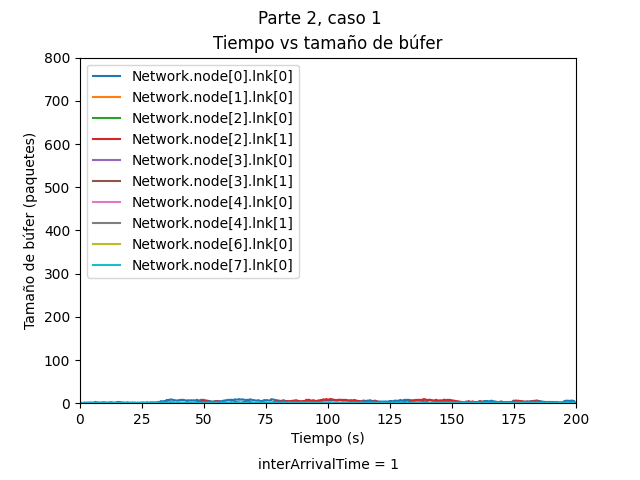 Parte 2, caso 1
Tiempo vs tamaño de búfer
800
700
600
500
400
300
200
100
0
Tamaño de búfer (paquetes)
Network.node[0].lnk[0]
Network.node[1].lnk[0]
Network.node[2].lnk[0]
Network.node[2].lnk[1]
Network.node[3].lnk[0]
Network.node[3].lnk[1]
Network.node[4].lnk[0]
Network.node[4].lnk[1]
Network.node[6].lnk[0]
Network.node[7].lnk[0]
0 25 50 75 100 125 150 175 200
Tiempo (s)
interArrivalTime = 1